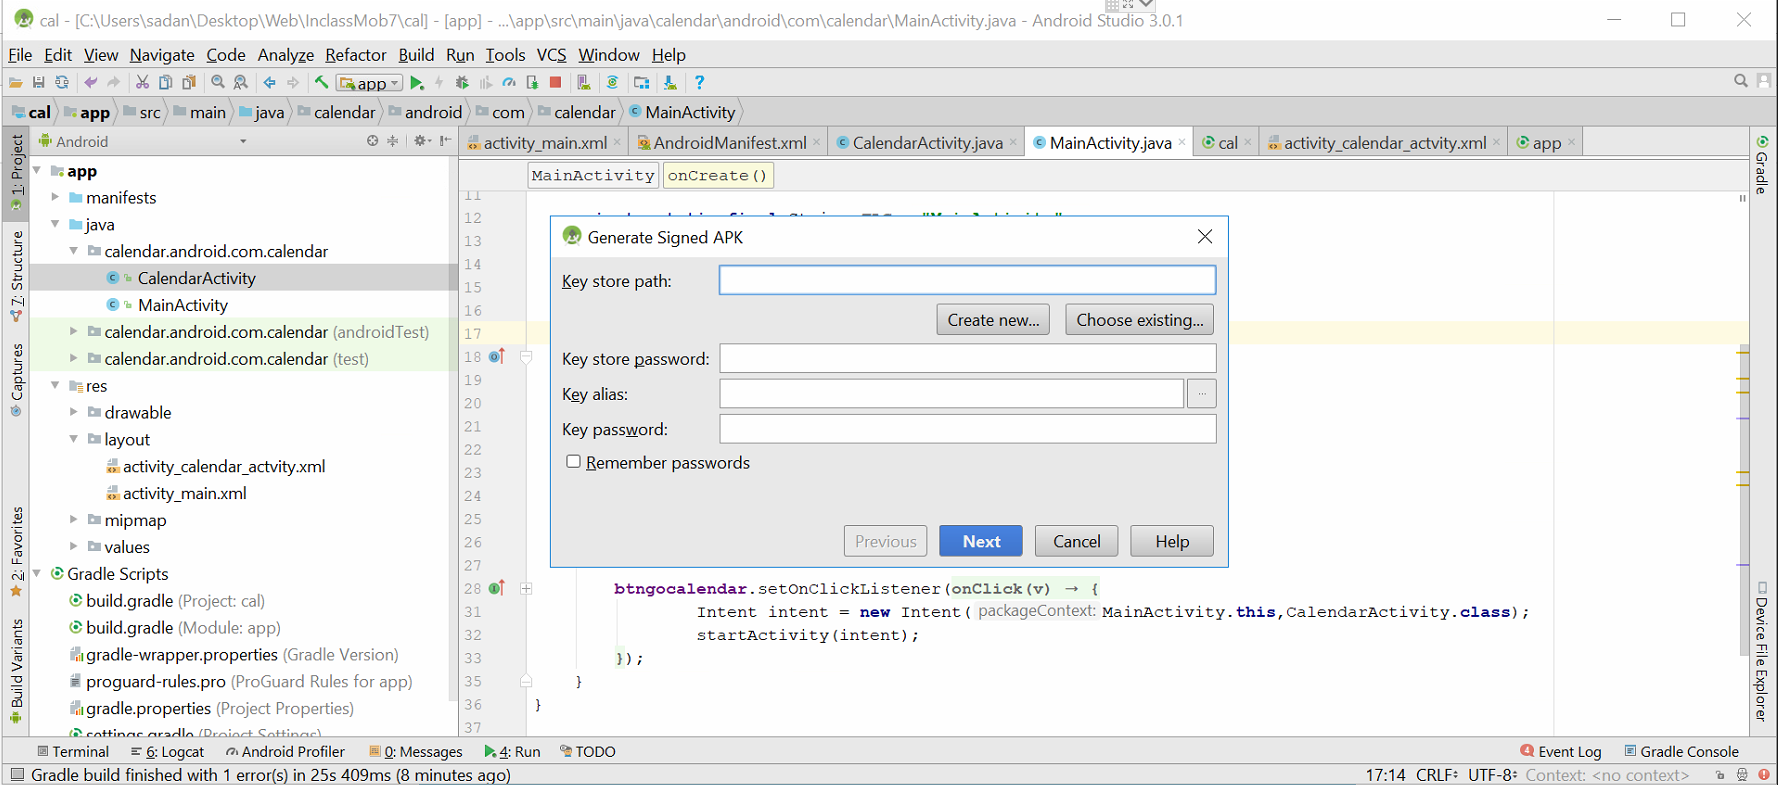 cal - [C:\Users\sadan\Desktop\Web\InclassMob7\cal] - [app] - ...\app\src\main\java\calendar\android\com\calendar\MainActivity.java - Android Studio 3.0.1
File Edit View Navigate Code Analyze Refactor Build Run Tools VCS Window Help
app
cal app src main java calendar android com calendar MainActivity
Android
activity_main.xml AndroidManifest.xml CalendarActivity.java MainActivity.java cal activity_calendar_actvity.xml app
MainActivity onCreate()
1: Project
7: Structure
Captures
2: Favorites
Build Variants
app
manifests
java
calendar.android.com.calendar
CalendarActivity
MainActivity
calendar.android.com.calendar (androidTest)
calendar.android.com.calendar (test)
res
drawable
layout
activity_calendar_actvity.xml
activity_main.xml
mipmap
values
Gradle Scripts
build.gradle (Project: cal)
build.gradle (Module: app)
gradle-wrapper.properties (Gradle Version)
proguard-rules.pro (ProGuard Rules for app)
gradle.properties (Project Properties)
settings.gradle (Project Settings)
11
12
13
14
15
16
17
18
19
20
21
22
23
24
25
26
27
28 btngocalendar.setOnClickListener(onClick(v) → {
31 Intent intent = new Intent( packageContext: MainActivity.this,CalendarActivity.class);
32 startActivity(intent);
33 });
35 }
36 }
37
Generate Signed APK
Key store path:
Create new... Choose existing...
Key store password:
Key alias:
...
Key password:
Remember passwords
Previous Next Cancel Help
Gradle
Device File Explorer
Terminal 6: Logcat Android Profiler 0: Messages 4: Run TODO
4 Event Log Gradle Console
Gradle build finished with 1 error(s) in 25s 409ms (8 minutes ago)
17:14 CRLF UTF-8 Context: <no context>